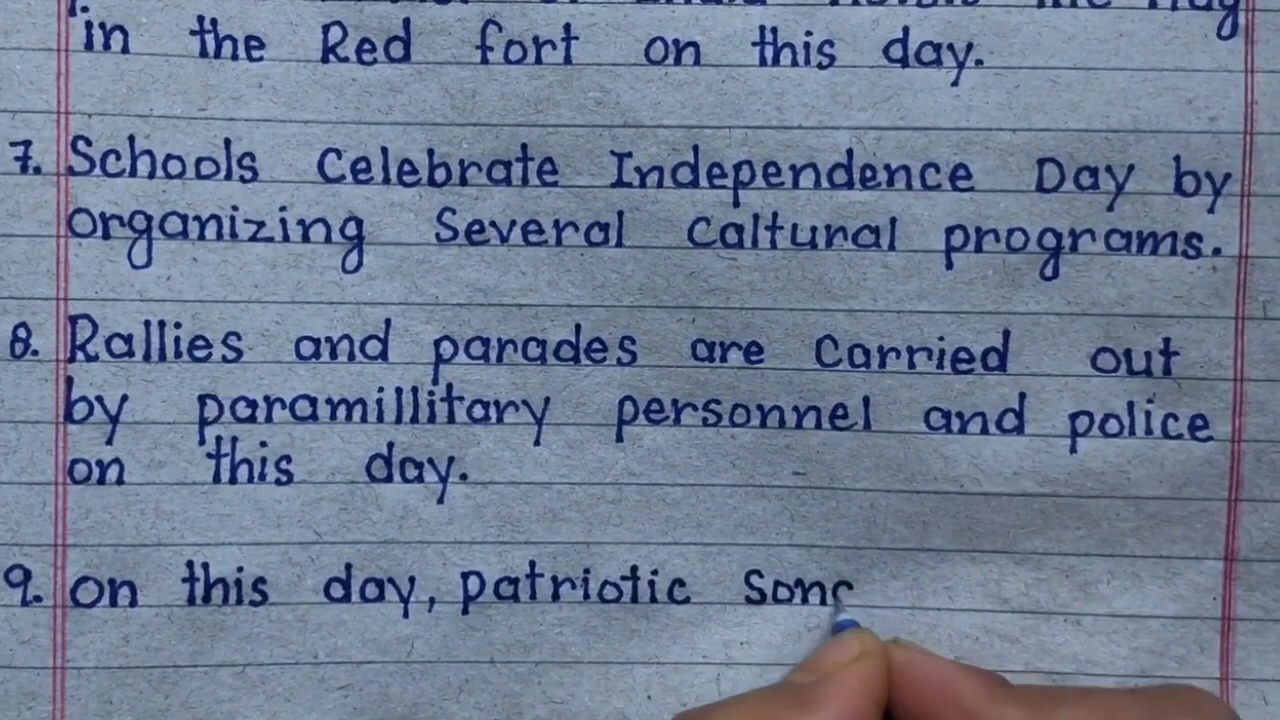 in the Red fort on this day.
7. Schools Celebrate Independence Day by
organizing Several Caltural programs.
8. Rallies and parades are Carried out
by paramillitary personnel and police
on this day.
9. on this day, patriotic